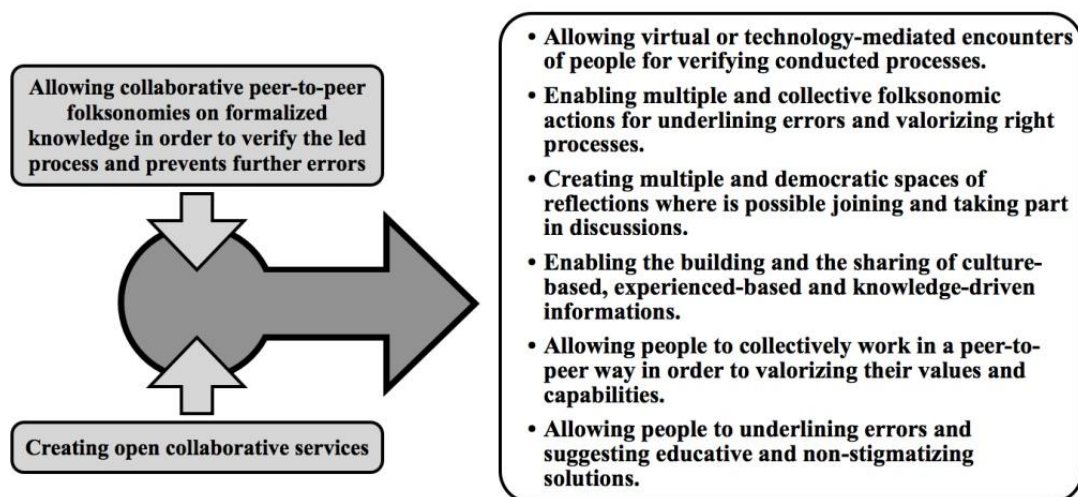 Allowing collaborative peer-to-peer
folksonomies on formalized
knowledge in order to verify the led
process and prevents further errors
Creating open collaborative services
• Allowing virtual or technology-mediated encounters
of people for verifying conducted processes.
• Enabling multiple and collective folksonomic
actions for underlining errors and valorizing right
processes.
• Creating multiple and democratic spaces of
reflections where is possible joining and taking part
in discussions.
• Enabling the building and the sharing of culture-
based, experienced-based and knowledge-driven
informations.
• Allowing people to collectively work in a peer-to-
peer way in order to valorizing their values and
capabilities.
• Allowing people to underlining errors and
suggesting educative and non-stigmatizing
solutions.